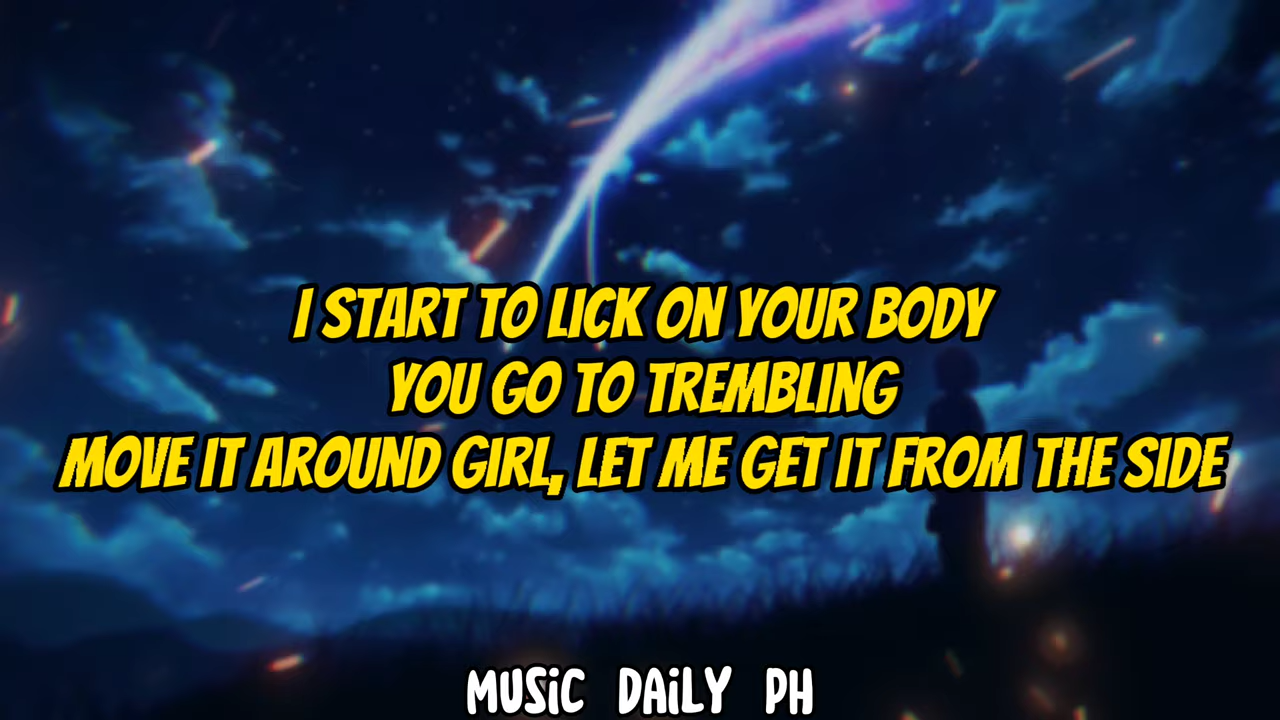 I START TO LICK ON YOUR BODY
YOU GO TO TREMBLING
MOVE IT AROUND GIRL, LET ME GET IT FROM THE SIDE
MUSiC DAiLY PH